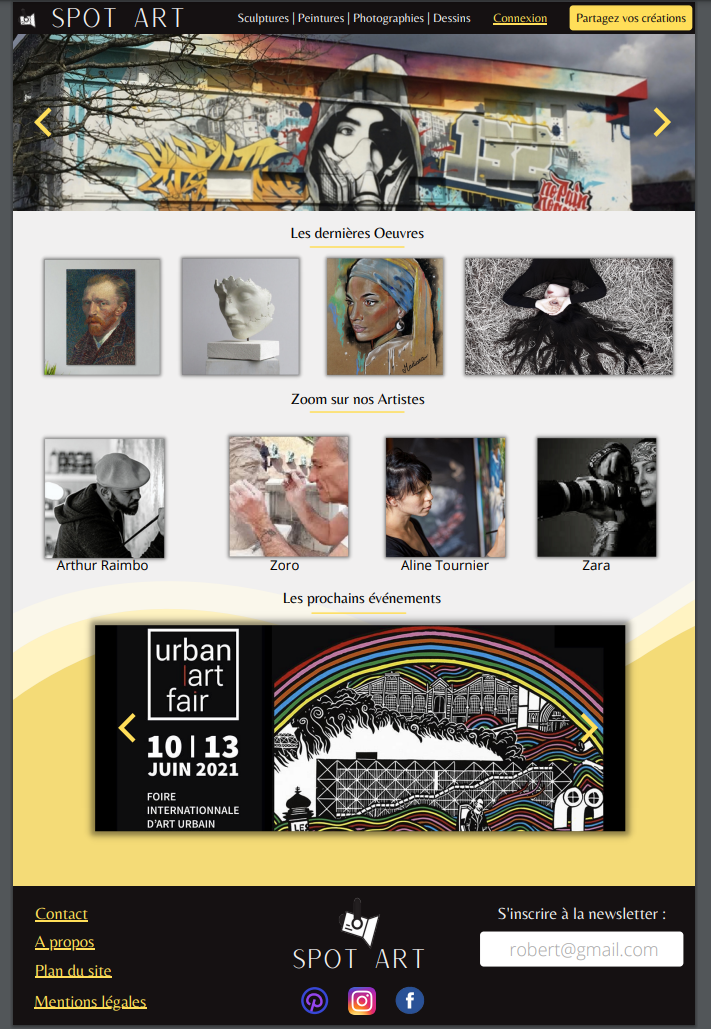 SPOT ART
Sculptures | Peintures | Photographies | Dessins
Connexion
Partagez vos créations
Les dernières Oeuvres
Zoom sur nos Artistes
Arthur Raimbo
Zoro
Aline Tournier
Zara
Les prochains événements
urban
art
fair
10 | 13
JUIN 2021
FOIRE
INTERNATIONNALE
D'ART URBAIN
LES
Contact
A propos
Plan du site
Mentions légales
SPOT ART
S'inscrire à la newsletter :
robert@gmail.com